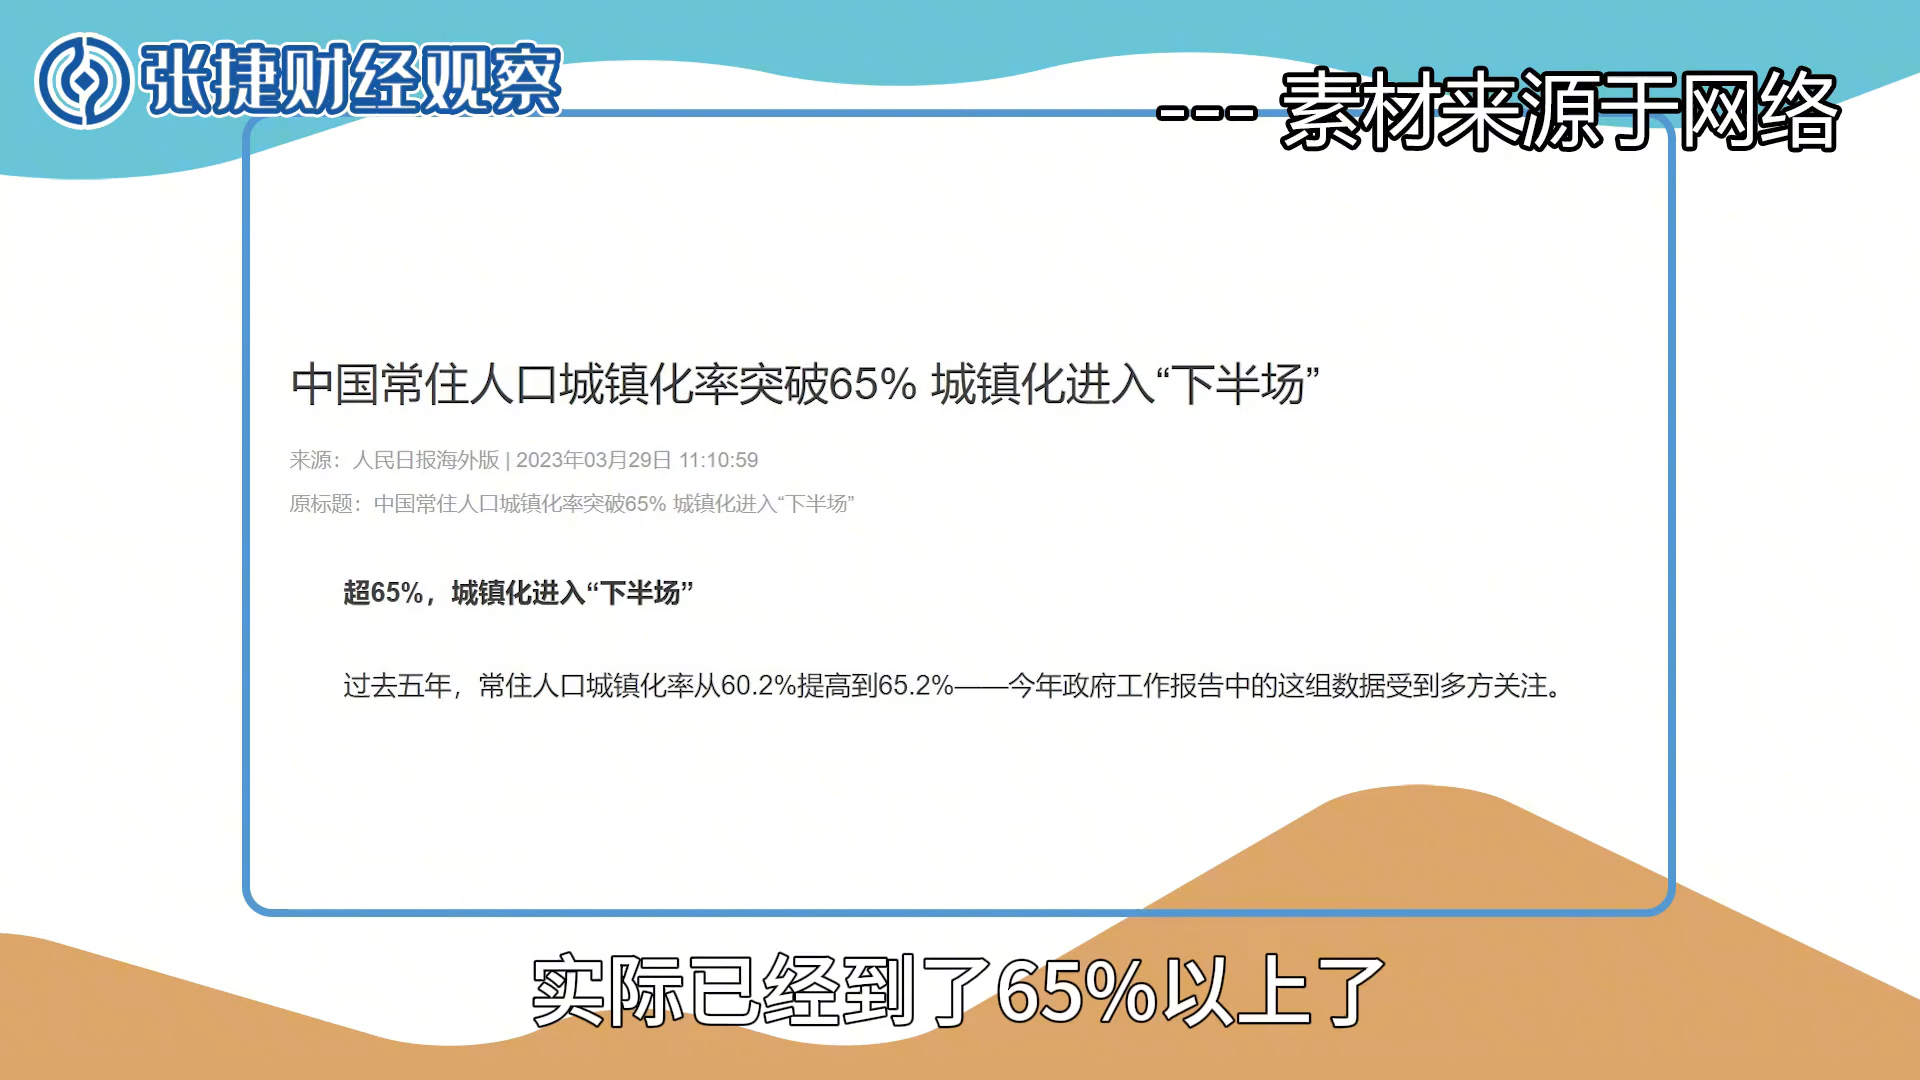 张捷财经观察
--- 素材来源于网络
中国常住人口城镇化率突破65% 城镇化进入“下半场”
来源：人民日报海外版 | 2023年03月29日 11:10:59
原标题：中国常住人口城镇化率突破65% 城镇化进入“下半场”
超65%，城镇化进入“下半场”
过去五年，常住人口城镇化率从60.2%提高到65.2%——今年政府工作报告中的这组数据受到多方关注。
实际已经到了65%以上了